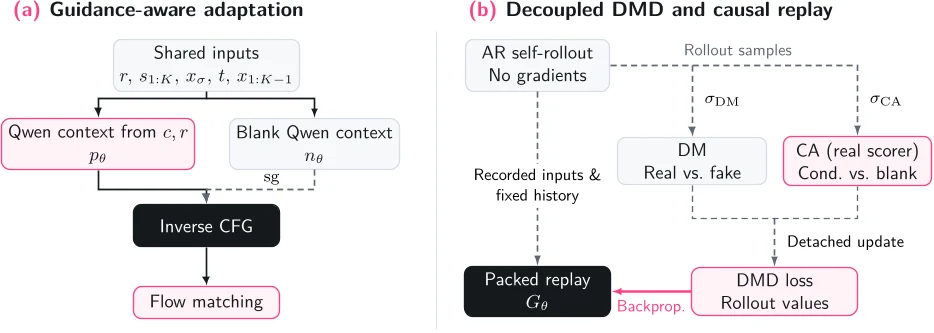 (a) Guidance-aware adaptation
Shared inputs
r, s1:K, xσ, t, x1:K−1
Qwen context from c, r
pθ
Blank Qwen context
nθ
sg
Inverse CFG
Flow matching
(b) Decoupled DMD and causal replay
AR self-rollout
No gradients
Rollout samples
σDM
σCA
DM
Real vs. fake
CA (real scorer)
Cond. vs. blank
Recorded inputs &
fixed history
Detached update
Packed replay
Gθ
Backprop.
DMD loss
Rollout values